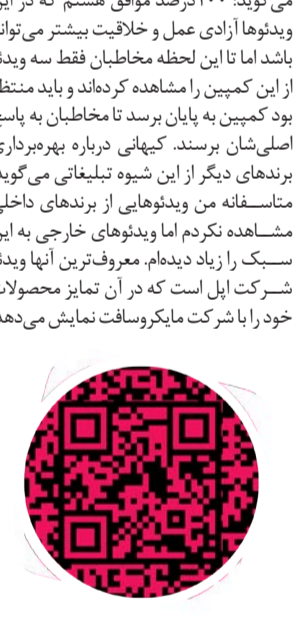 می‌گوید: ۲۰۰درصد موافق هستم که در این
ویدئوها آزادی عمل و خلاقیت بیشتر می‌تواند
باشد اما تا این لحظه مخاطبان فقط سه ویدئو
از این کمپین را مشاهده کرده‌اند و باید منتظر
بود کمپین به پایان برسد تا مخاطبان به پاسخ
اصلی‌شان برسند. کیهانی درباره بهره‌برداری
برندهای دیگر از این شیوه تبلیغاتی می‌گوید:
متاسفانه من ویدئوهایی از برندهای داخلی
مشاهده نکردم اما ویدئوهای خارجی به این
سبک را زیاد دیده‌ام. معروف‌ترین آنها ویدئو
شرکت اپل است که در آن تمایز محصولات
خود را با شرکت مایکروسافت نمایش می‌دهد